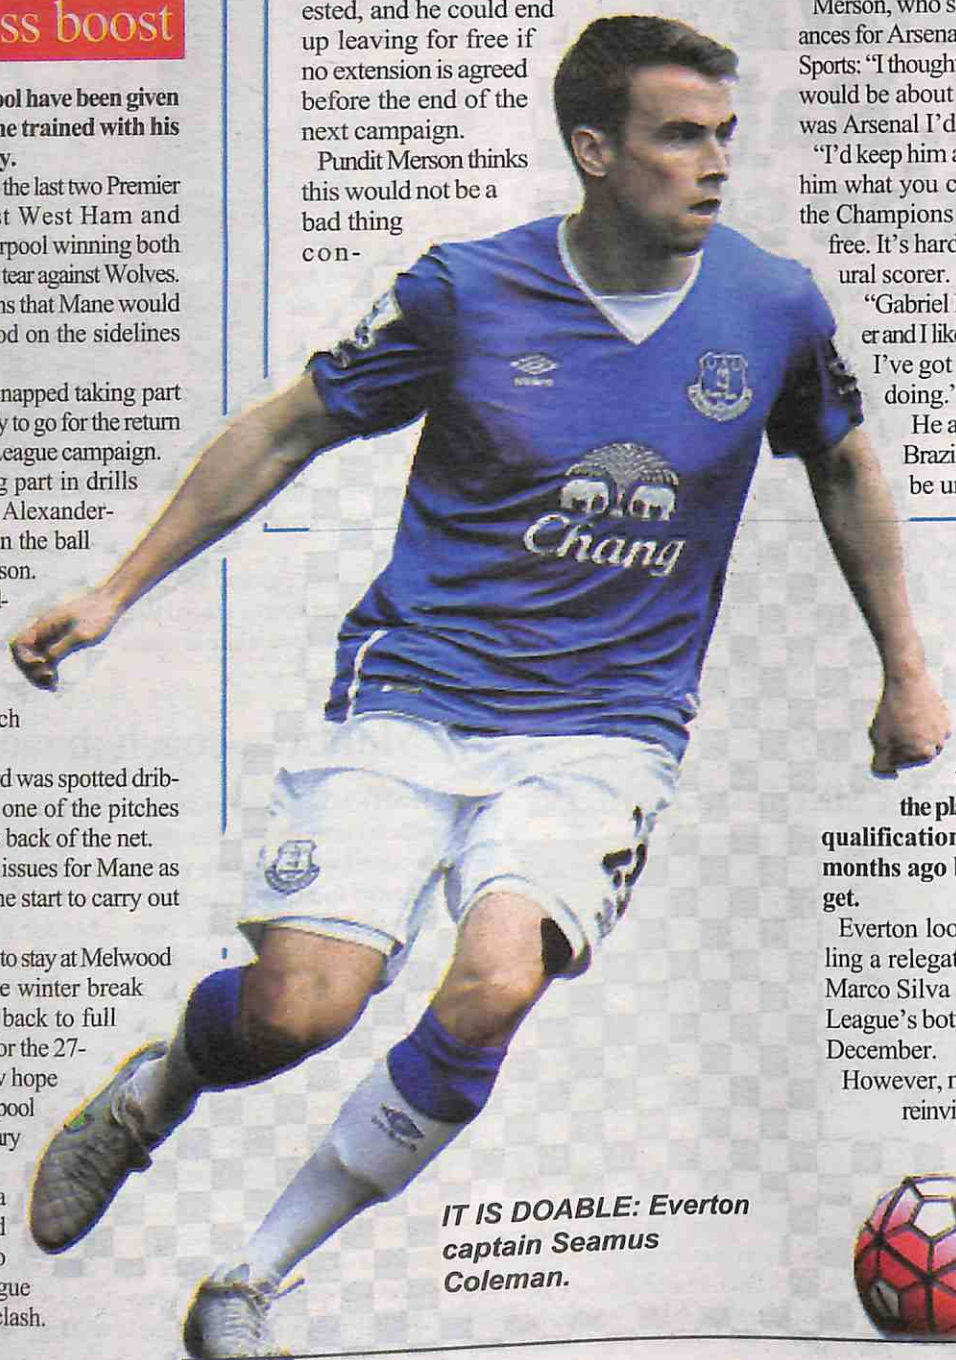 ss boost
ool have been given
he trained with his
y.
the last two Premier
st West Ham and
rpool winning both
tear against Wolves.
ns that Mane would
od on the sidelines
napped taking part
y to go for the return
eague campaign.
g part in drills
Alexander-
n the ball
son.
l-
ch
d was spotted drib-
one of the pitches
back of the net.
issues for Mane as
ne start to carry out
to stay at Melwood
e winter break
back to full
or the 27-
y hope
pool
ary
a
d
o
gue
clash.
ested, and he could end
up leaving for free if
no extension is agreed
before the end of the
next campaign.
Pundit Merson thinks
this would not be a
bad thing
con-
umbro
Chang
Merson, who s
ances for Arsena
Sports: “I though
would be about
was Arsenal I’d
“I’d keep him a
him what you c
the Champions
free. It’s hard
ural scorer.
“Gabriel
er and I like
I’ve got
doing.”
He a
Brazi
be u
the pl
qualification
months ago
get.
Everton loo
ling a relegat
Marco Silva
League’s bot
December.
However, n
reinvi
IT IS DOABLE: Everton
captain Seamus
Coleman.